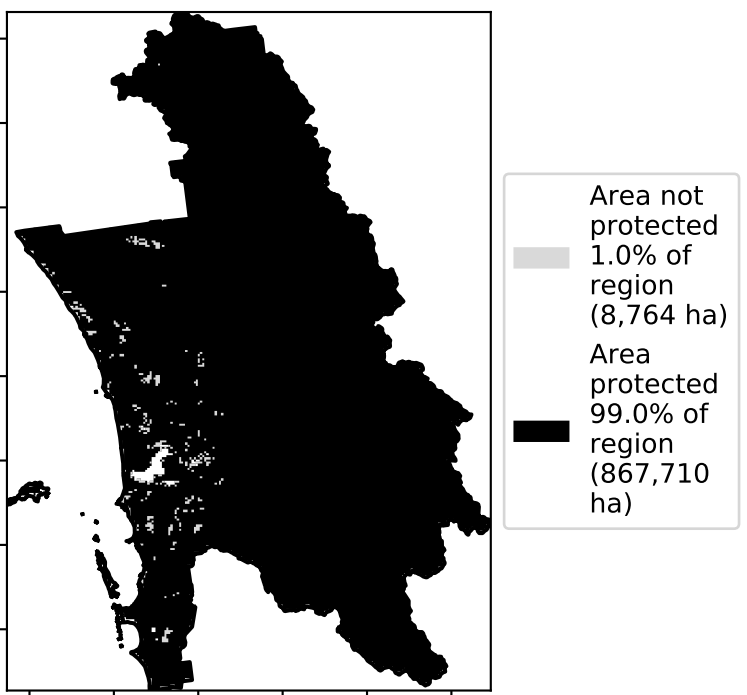 Area not
protected
1.0% of
region
(8,764 ha)
Area
protected
99.0% of
region
(867,710
ha)